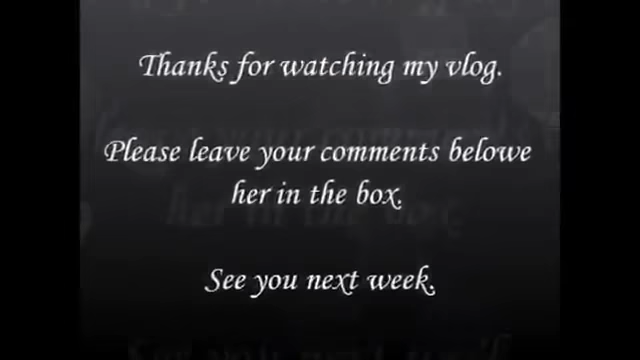 Thanks for watching my vlog.
Please leave your comments belowe
her in the box.
See you next week.